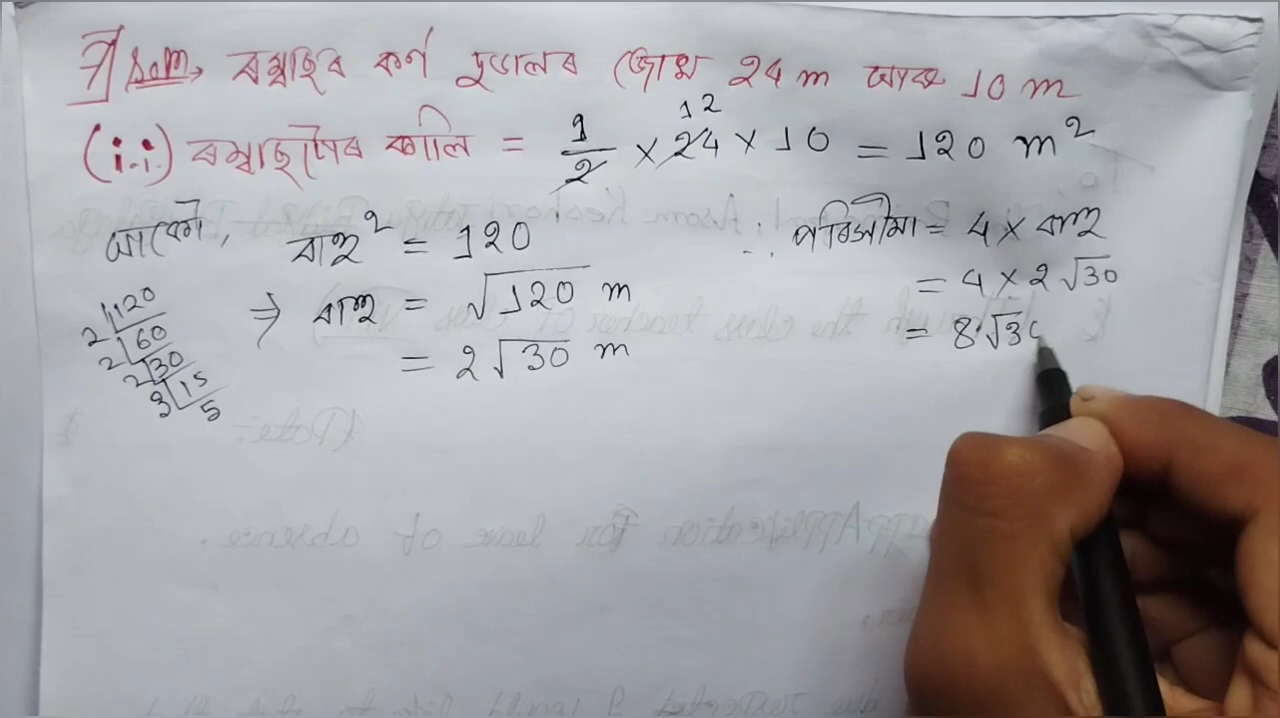 7) Som, ৰম্বাছৰ কৰ্ণ দুডালৰ জোখ 24 m আৰু 10 m
(i.i) ৰম্বাছটোৰ কালি = 1/2 × 24 × 10 = 120 m²
12
আকৌ, বাহু² = 120
⇒ বাহু = √120 m
= 2√30 m
2 120
2 60
2 30
3 15
5
∴ পৰিসীমা = 4 × বাহু
= 4 × 2√30
= 8√30